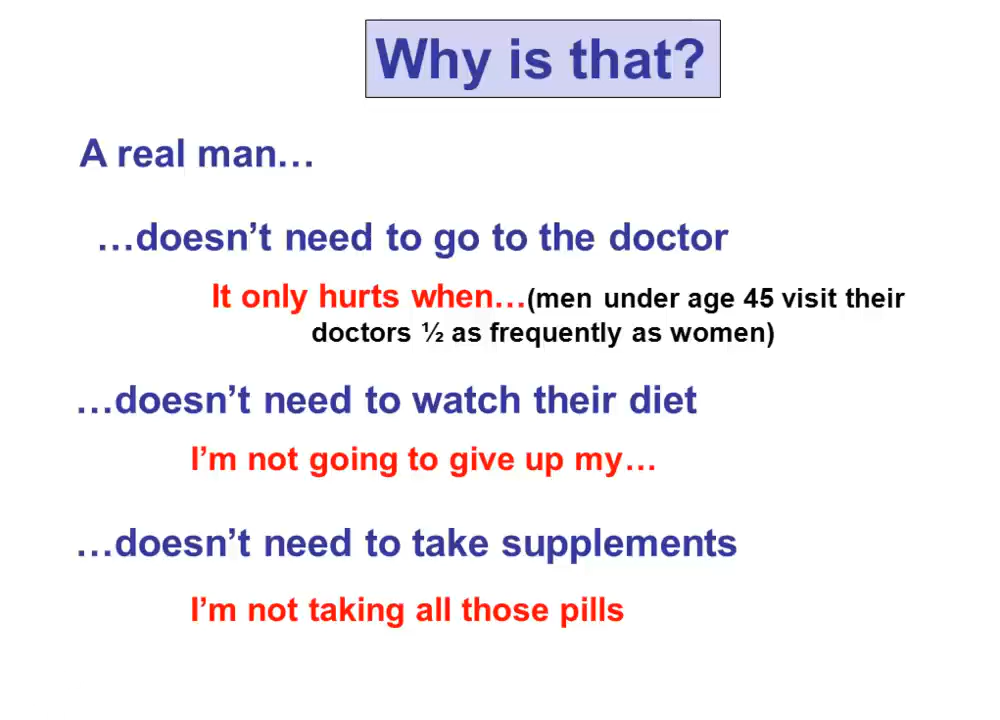 Why is that?
A real man…
…doesn’t need to go to the doctor
It only hurts when…(men under age 45 visit their
doctors ½ as frequently as women)
…doesn’t need to watch their diet
I’m not going to give up my…
…doesn’t need to take supplements
I’m not taking all those pills